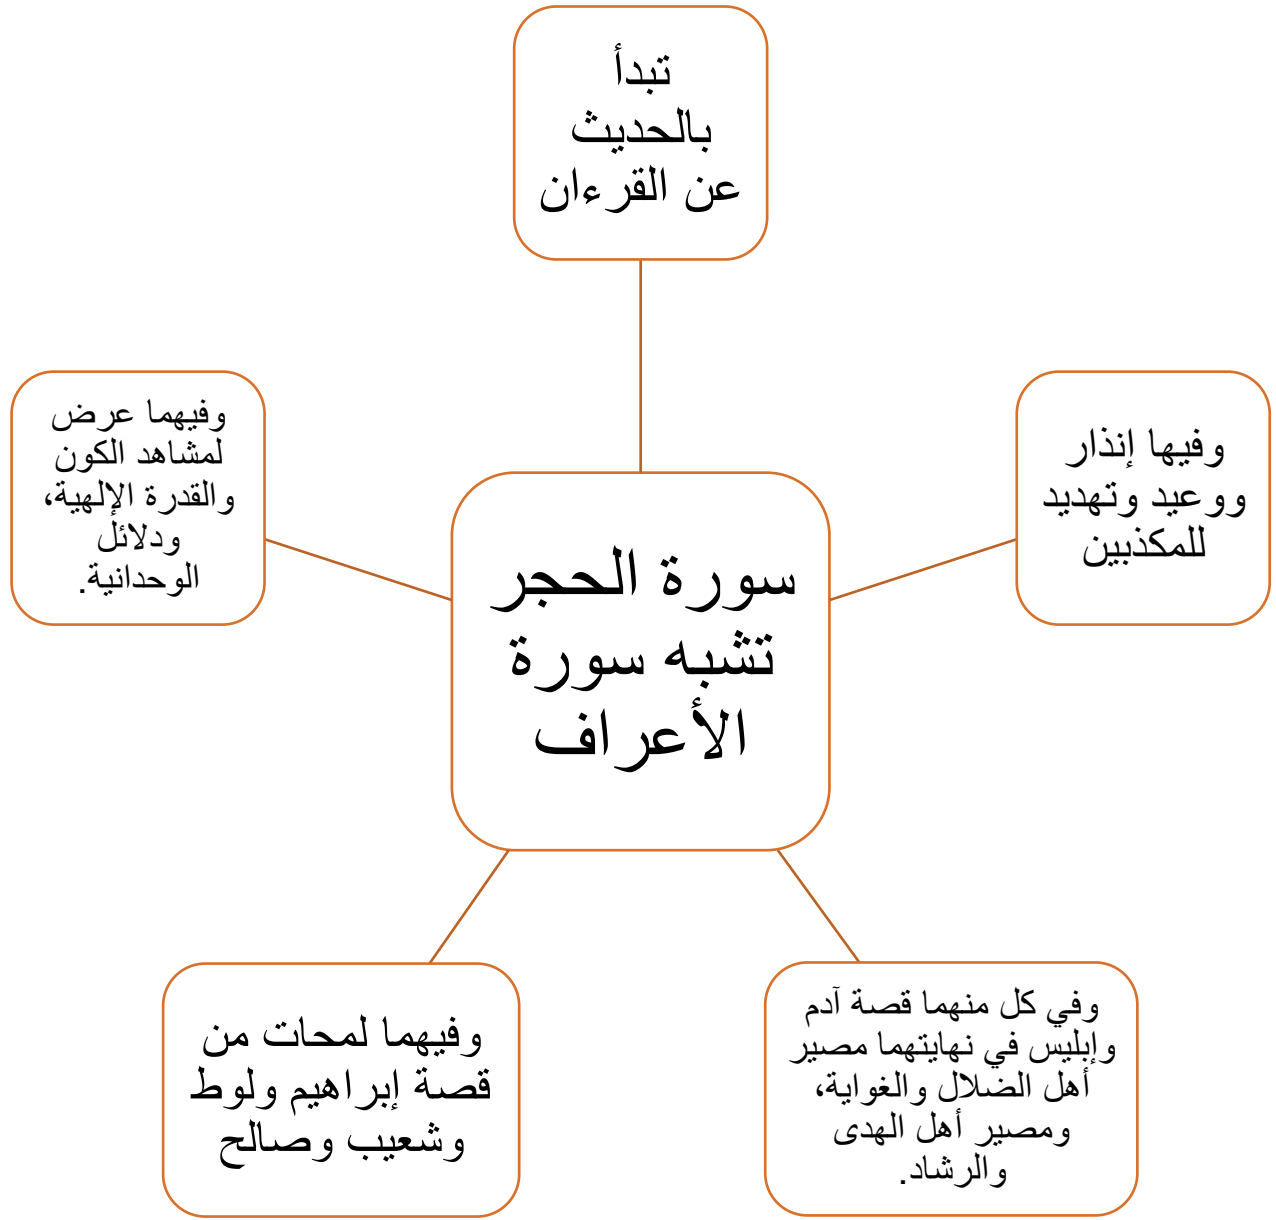 تبدأ
بالحديث
عن القرءان
وفيها إنذار
ووعيد وتهديد
للمكذبين
وفي كل منهما قصة آدم
وإبليس في نهايتهما مصير
أهل الضلال والغواية،
ومصير أهل الهدى
والرشاد.
وفيهما لمحات من
قصة إبراهيم ولوط
وشعيب وصالح
وفيهما عرض
لمشاهد الكون
والقدرة الإلهية،
ودلائل
الوحدانية.
سورة الحجر
تشبه سورة
الأعراف